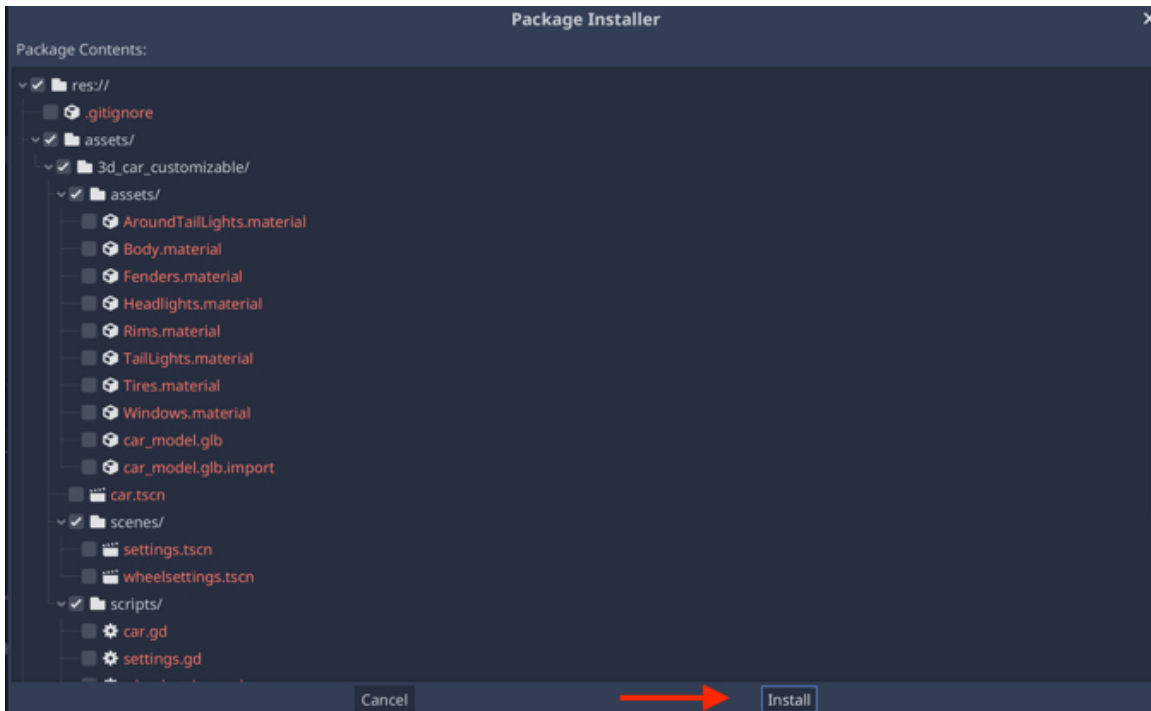 Package Installer
Package Contents:
res://
.gitignore
assets/
3d_car_customizable/
assets/
AroundTailLights.material
Body.material
Fenders.material
Headlights.material
Rims.material
TailLights.material
Tires.material
Windows.material
car_model.glb
car_model.glb.import
car.tscn
scenes/
settings.tscn
wheelsettings.tscn
scripts/
car.gd
settings.gd
Cancel
Install